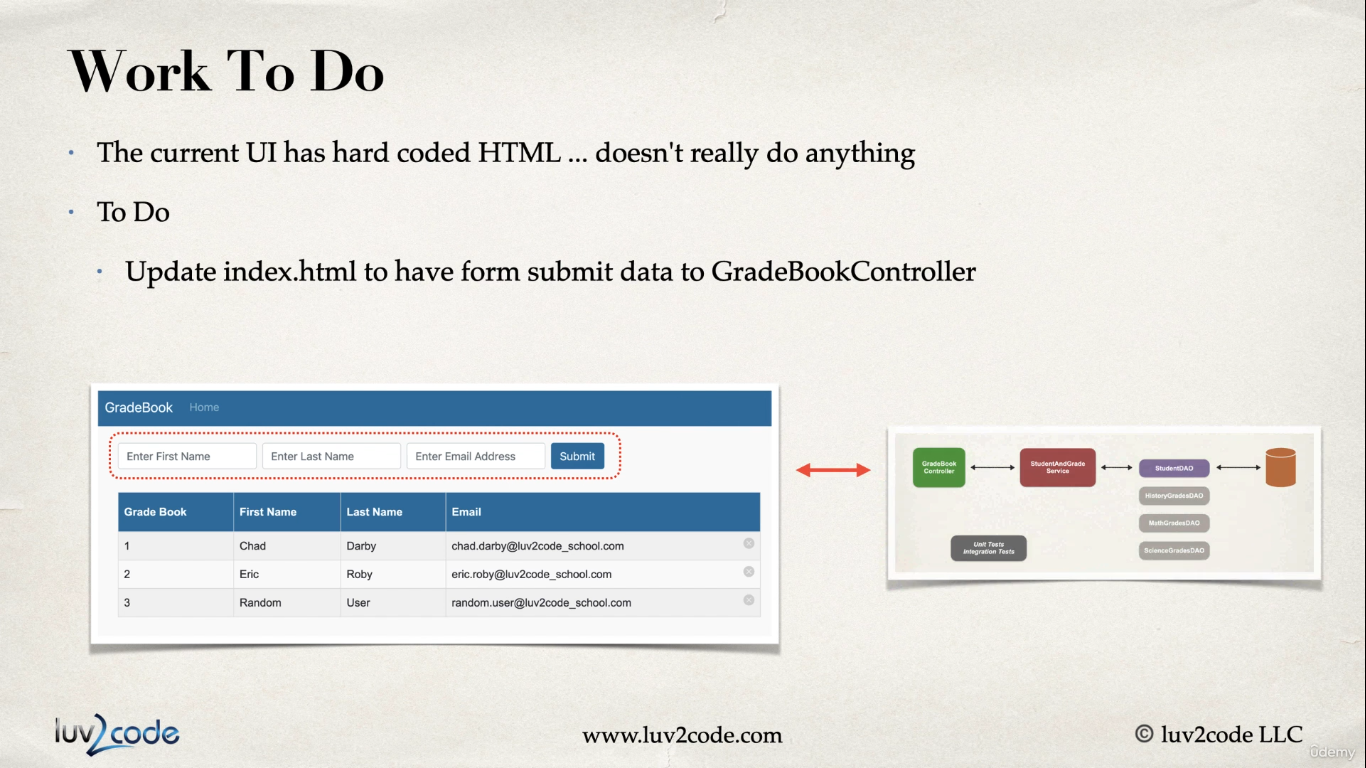 Work To Do
The current UI has hard coded HTML ... doesn't really do anything
To Do
Update index.html to have form submit data to GradeBookController
GradeBook Home
Enter First Name Enter Last Name Enter Email Address Submit
Grade Book First Name Last Name Email
1 Chad Darby chad.darby@luv2code_school.com
2 Eric Roby eric.roby@luv2code_school.com
3 Random User random.user@luv2code_school.com
GradeBook
Controller
StudentAndGrade
Service
StudentDAO
HistoryGradesDAO
MathGradesDAO
ScienceGradesDAO
Unit Tests
Integration Tests
luv2code
www.luv2code.com
© luv2code LLC
ûdemy